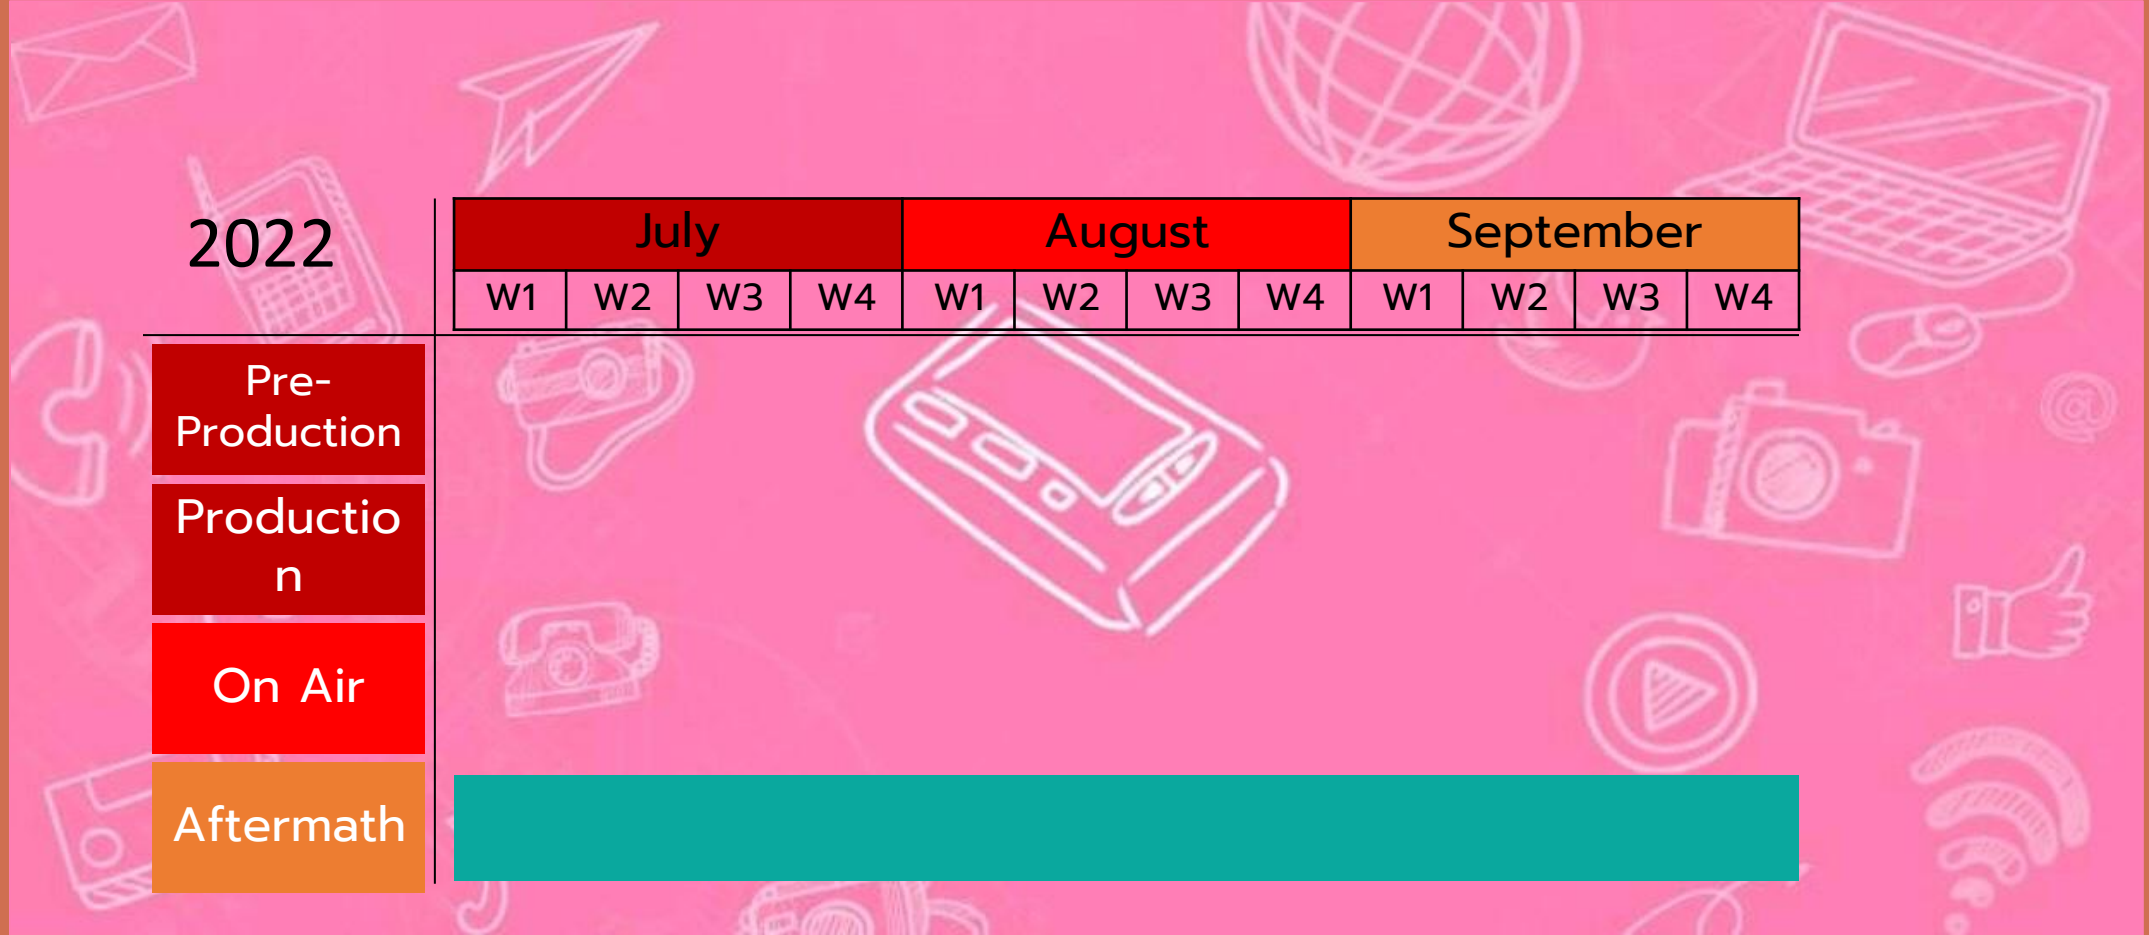 2022
July August September
W1 W2 W3 W4 W1 W2 W3 W4 W1 W2 W3 W4
Pre-
Production
Productio
n
On Air
Aftermath
@